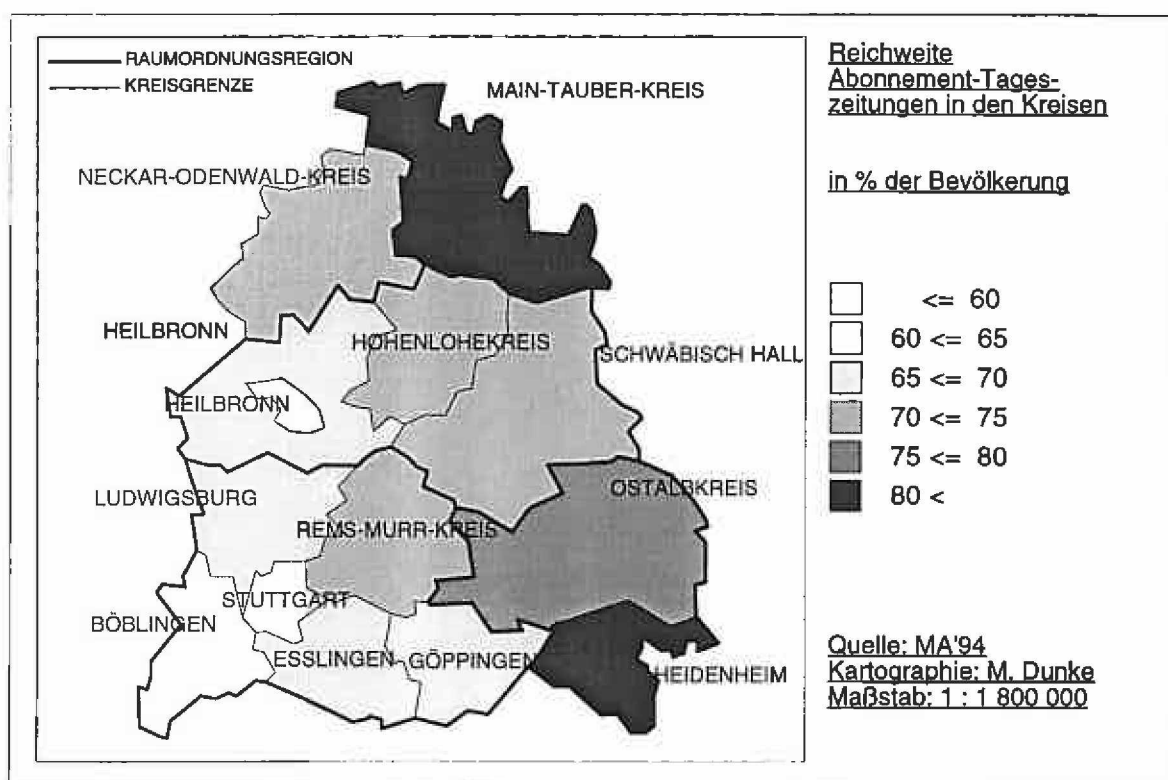 RAUMORDNUNGSREGION
KREISGRENZE
MAIN-TAUBER-KREIS
NECKAR-ODENWALD-KREIS
HEILBRONN
HOHENLOHEKREIS
SCHWÄBISCH HALL
HEILBRONN
LUDWIGSBURG
OSTALBKREIS
REMS-MURR-KREIS
STUTTGART
BÖBLINGEN
ESSLINGEN
GÖPPINGEN
HEIDENHEIM
Reichweite
Abonnement-Tages-
zeitungen in den Kreisen
in % der Bevölkerung
<= 60
60 <= 65
65 <= 70
70 <= 75
75 <= 80
80 <
Quelle: MA'94
Kartographie: M. Dunke
Maßstab: 1 : 1 800 000